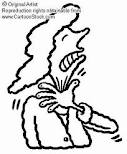 © Original Artist
Reproduction rights obtainable from
www.CartoonStock.com